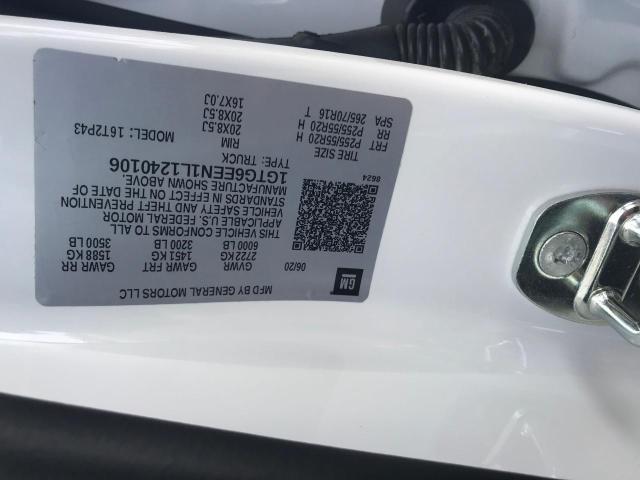 GM
MFD BY GENERAL MOTORS LLC
06/20
GVWR GAWR FRT GAWR RR
2722 KG 1451 KG 1588 KG
6000 LB 3200 LB 3500 LB
THIS VEHICLE CONFORMS TO ALL
APPLICABLE U.S. FEDERAL MOTOR
VEHICLE SAFETY AND THEFT PREVENTION
STANDARDS IN EFFECT ON THE DATE OF
MANUFACTURE SHOWN ABOVE.
1GTG6EEN1L1240106
TYPE: TRUCK MODEL: 16T2P43
8624
TIRE SIZE RIM
FRT P255/55R20 H 20X8.5J
RR P255/55R20 H 20X8.5J
SPA 265/70R16 T 16X7.0J